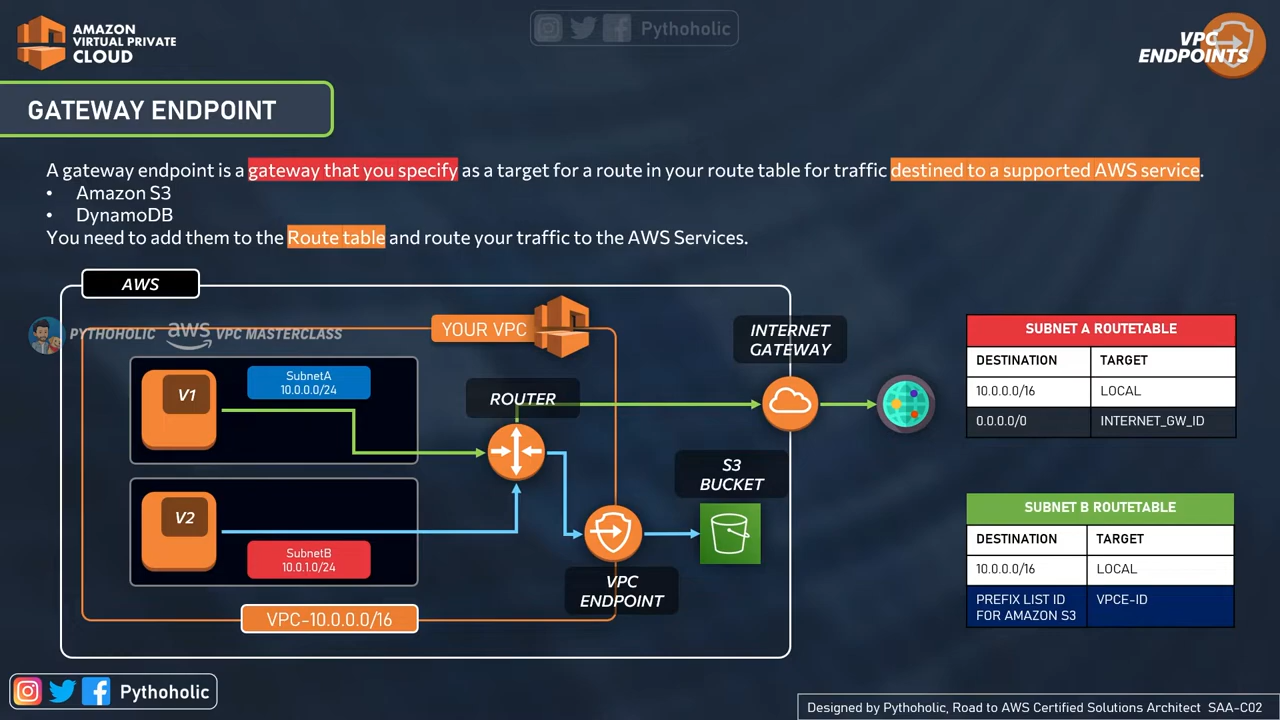 AMAZON
VIRTUAL PRIVATE
CLOUD
Pythoholic
VPC
ENDPOINTS
GATEWAY ENDPOINT
A gateway endpoint is a gateway that you specify as a target for a route in your route table for traffic destined to a supported AWS service.
• Amazon S3
• DynamoDB
You need to add them to the Route table and route your traffic to the AWS Services.
AWS
PYTHOHOLIC aws VPC MASTERCLASS
YOUR VPC
INTERNET
GATEWAY
V1
SubnetA
10.0.0.0/24
ROUTER
S3
BUCKET
V2
SubnetB
10.0.1.0/24
VPC
ENDPOINT
VPC-10.0.0.0/16
SUBNET A ROUTETABLE
DESTINATION TARGET
10.0.0.0/16 LOCAL
0.0.0.0/0 INTERNET_GW_ID
SUBNET B ROUTETABLE
DESTINATION TARGET
10.0.0.0/16 LOCAL
PREFIX LIST ID VPCE-ID
FOR AMAZON S3
Pythoholic
Designed by Pythoholic, Road to AWS Certified Solutions Architect SAA-C02